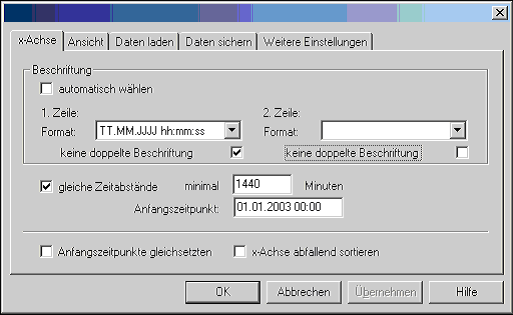 x-Achse Ansicht Daten laden Daten sichern Weitere Einstellungen
Beschriftung
automatisch wählen
1. Zeile: 2. Zeile:
Format: TT.MM.JJJJ hh:mm:ss Format:
keine doppelte Beschriftung keine doppelte Beschriftung
gleiche Zeitabstände minimal 1440 Minuten
Anfangszeitpunkt: 01.01.2003 00:00
Anfangszeitpunkte gleichsetzten x-Achse abfallend sortieren
OK Abbrechen Übernehmen Hilfe